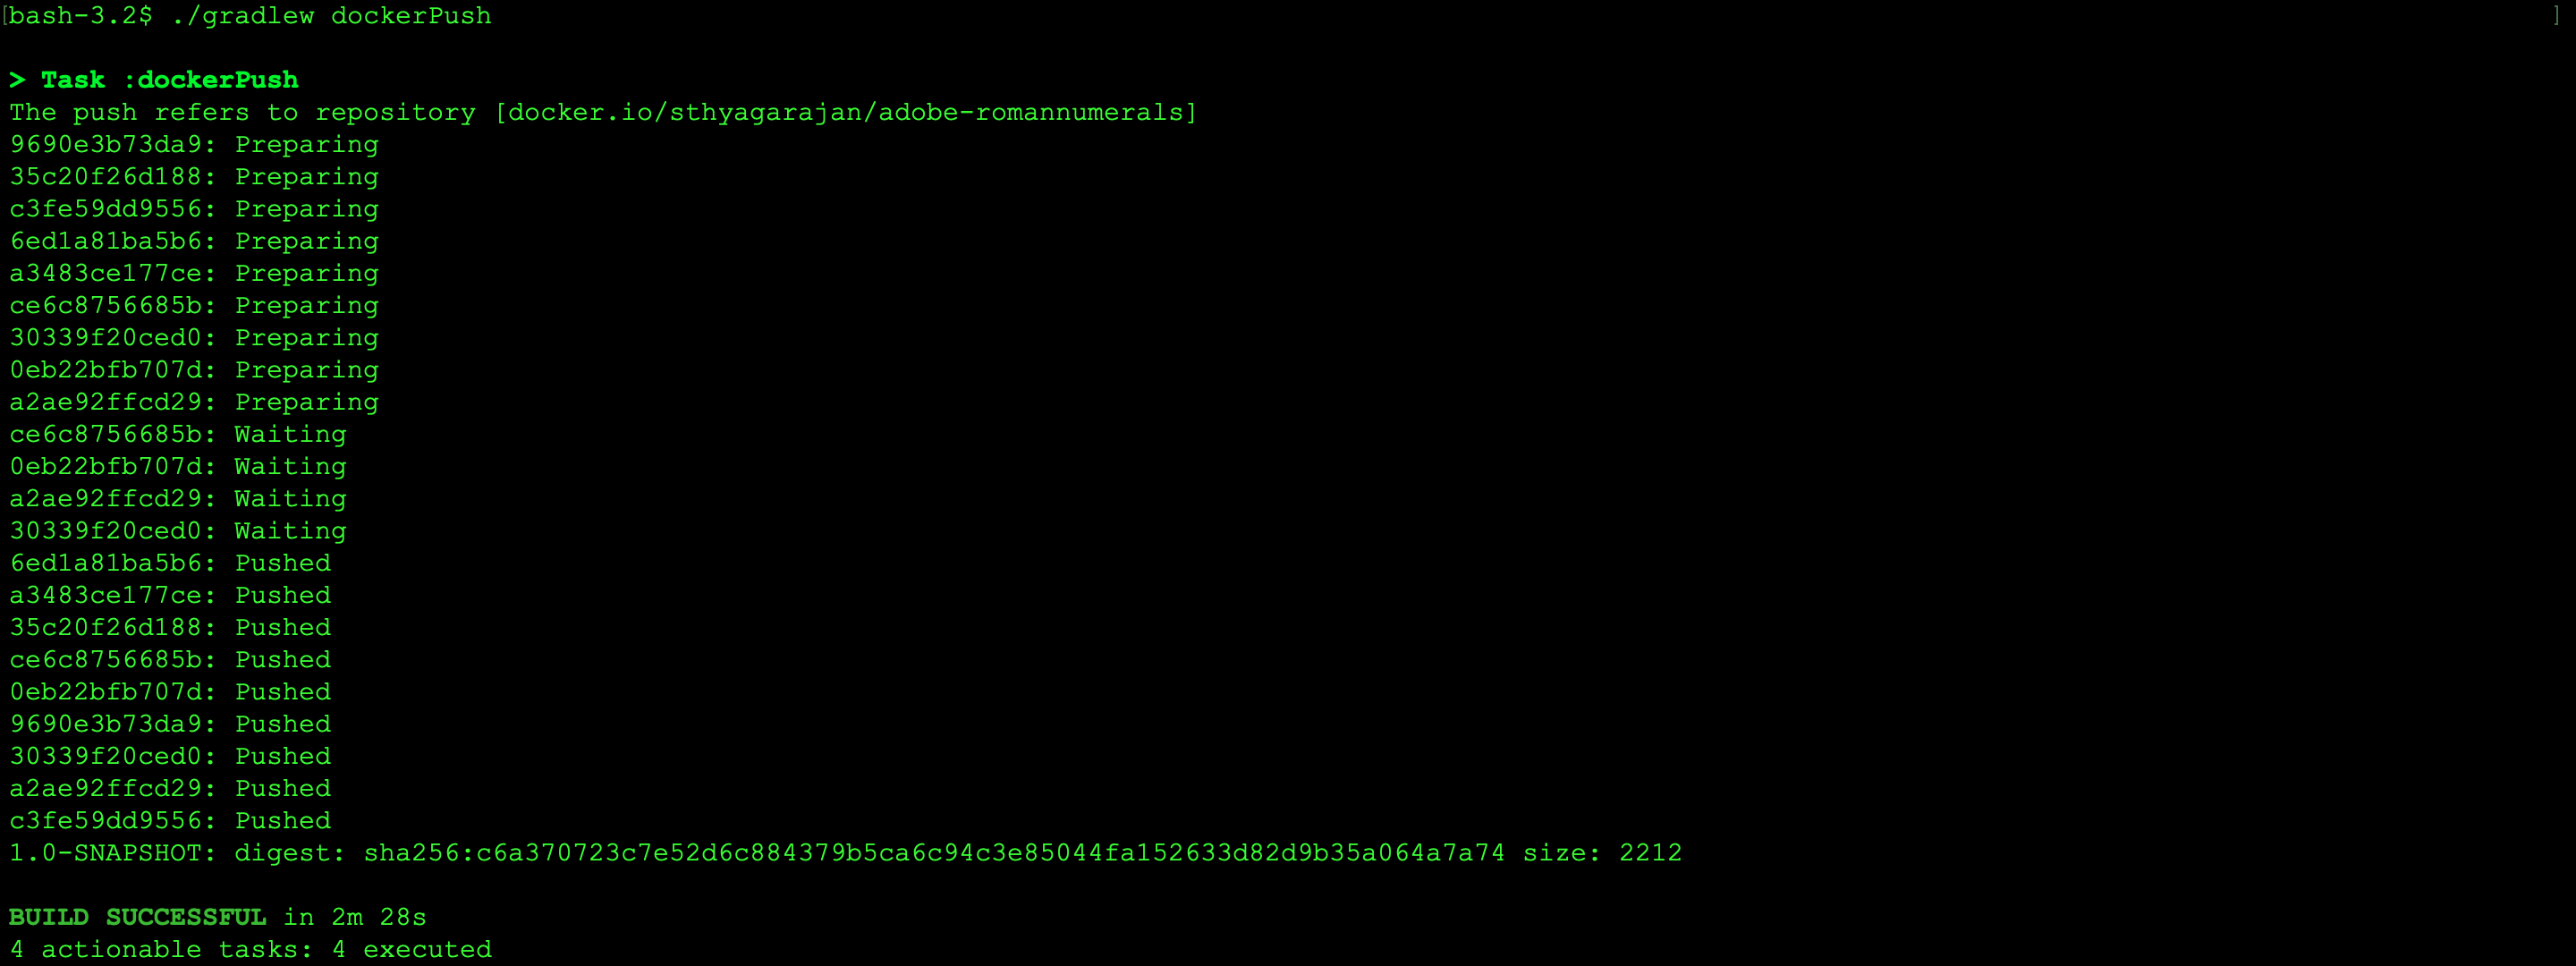 [bash-3.2$ ./gradlew dockerPush ]
> Task :dockerPush
The push refers to repository [docker.io/sthyagarajan/adobe-romannumerals]
9690e3b73da9: Preparing
35c20f26d188: Preparing
c3fe59dd9556: Preparing
6ed1a81ba5b6: Preparing
a3483ce177ce: Preparing
ce6c8756685b: Preparing
30339f20ced0: Preparing
0eb22bfb707d: Preparing
a2ae92ffcd29: Preparing
ce6c8756685b: Waiting
0eb22bfb707d: Waiting
a2ae92ffcd29: Waiting
30339f20ced0: Waiting
6ed1a81ba5b6: Pushed
a3483ce177ce: Pushed
35c20f26d188: Pushed
ce6c8756685b: Pushed
0eb22bfb707d: Pushed
9690e3b73da9: Pushed
30339f20ced0: Pushed
a2ae92ffcd29: Pushed
c3fe59dd9556: Pushed
1.0-SNAPSHOT: digest: sha256:c6a370723c7e52d6c884379b5ca6c94c3e85044fa152633d82d9b35a064a7a74 size: 2212
BUILD SUCCESSFUL in 2m 28s
4 actionable tasks: 4 executed